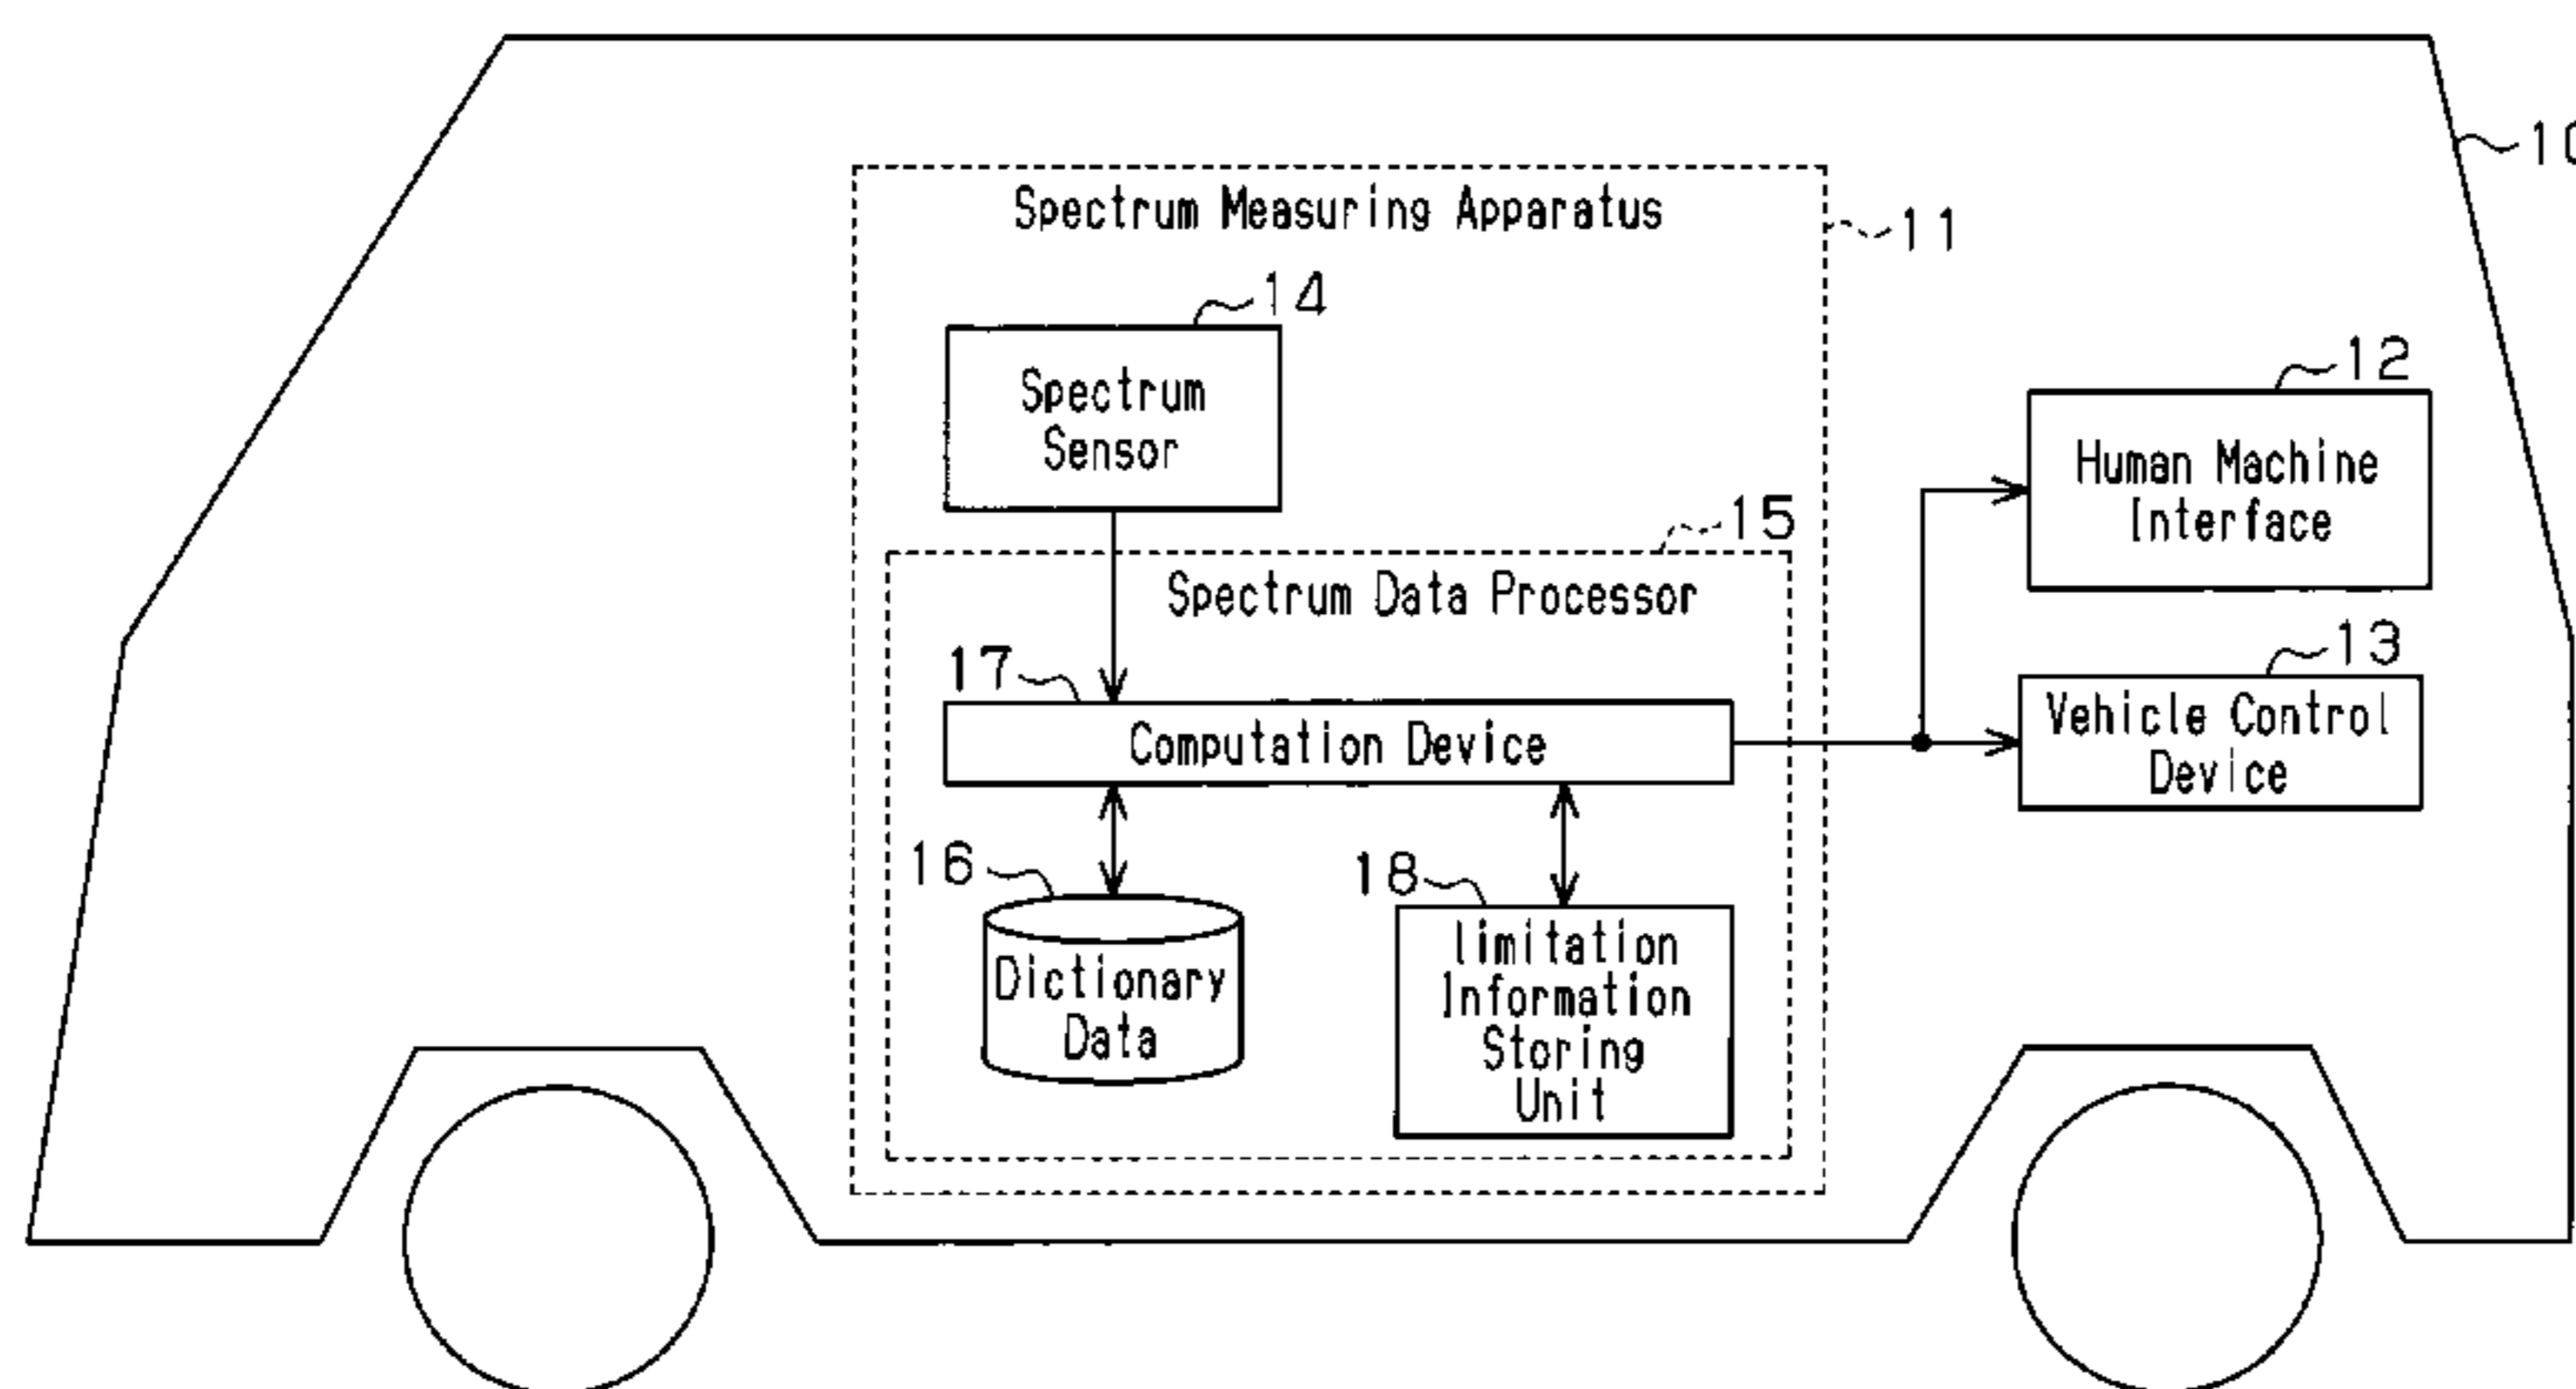 10
Spectrum Measuring Apparatus
11
14
Spectrum
Sensor
12
Human Machine
Interface
15
Spectrum Data Processor
13
Vehicle Control
Device
17
Computation Device
16
Dictionary
Data
18
limitation
Information
Storing
Unit